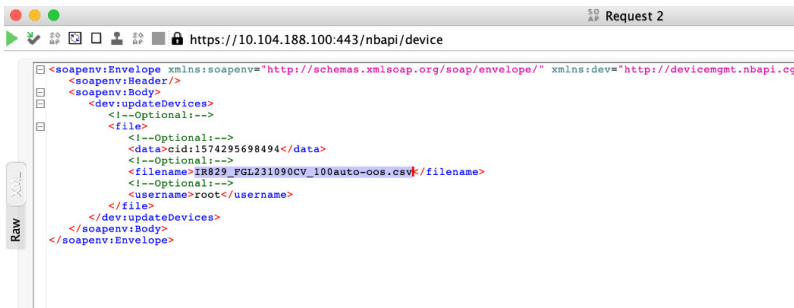 SO AP Request 2
https://10.104.188.100:443/nbapi/device
<soapenv:Envelope xmlns:soapenv="http://schemas.xmlsoap.org/soap/envelope/" xmlns:dev="http://devicemgmt.nbapi.cg
<soapenv:Header/>
<soapenv:Body>
<dev:updateDevices>
<!--Optional:-->
<file>
<!--Optional:-->
<data>cid:1574295698494</data>
<!--Optional:-->
<filename>IR829_FGL231090CV_100auto-oos.csv</filename>
<!--Optional:-->
<username>root</username>
</file>
</dev:updateDevices>
</soapenv:Body>
</soapenv:Envelope>
XML
Raw